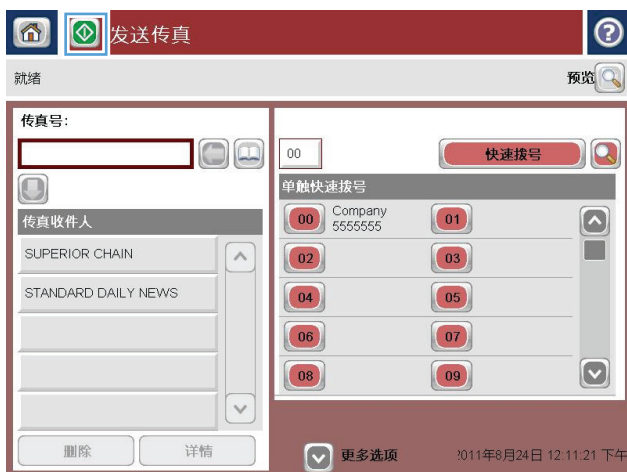 发送传真
就绪
预览
传真号：
00
快速拨号
单触快速拨号
传真收件人
00 Company 5555555
01
SUPERIOR CHAIN
02
03
STANDARD DAILY NEWS
04
05
06
07
08
09
删除
详情
更多选项
2011年8月24日 12:11:21 下午